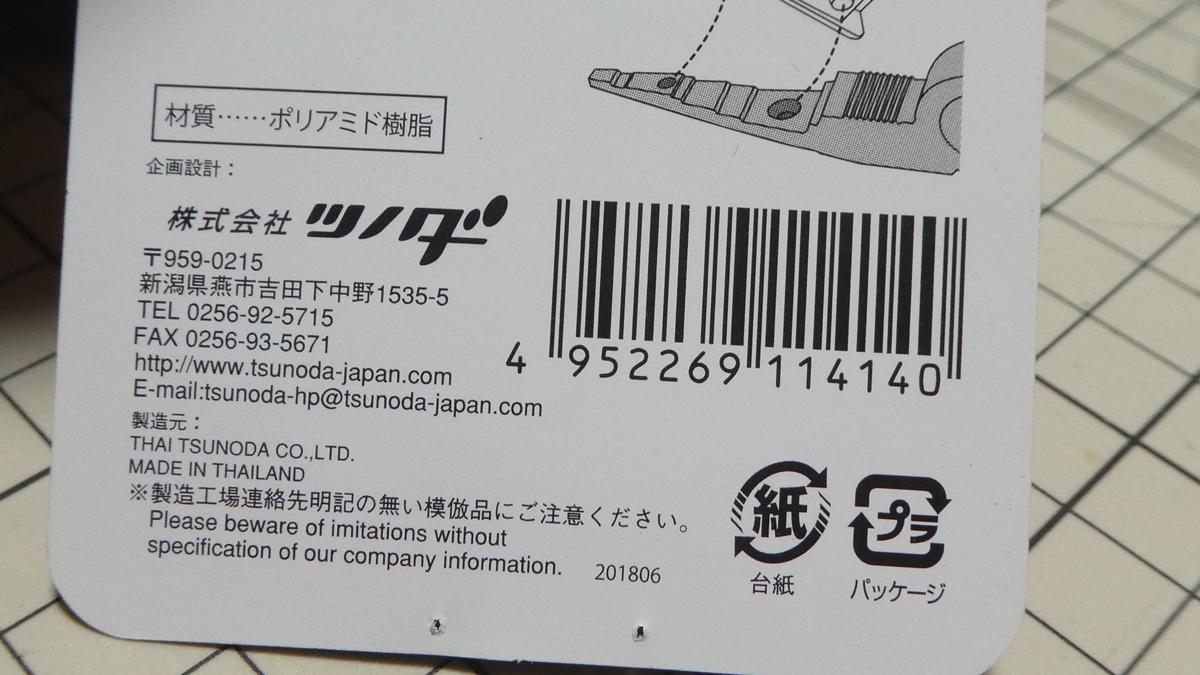 材質……ポリアミド樹脂
企画設計：
株式会社 ツノダ
〒959-0215
新潟県燕市吉田下中野1535-5
TEL 0256-92-5715
FAX 0256-93-5671
http://www.tsunoda-japan.com
E-mail:tsunoda-hp@tsunoda-japan.com
製造元：
THAI TSUNODA CO.,LTD.
MADE IN THAILAND
※製造工場連絡先明記の無い模倣品にご注意ください。
Please beware of imitations without
specification of our company information.
201806
4 952269 114140
紙
台紙
プラ
パッケージ